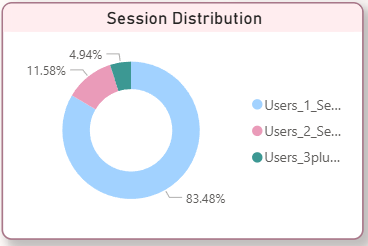 Session Distribution
4.94%
11.58%
Users_1_Se...
Users_2_Se...
Users_3plu...
83.48%